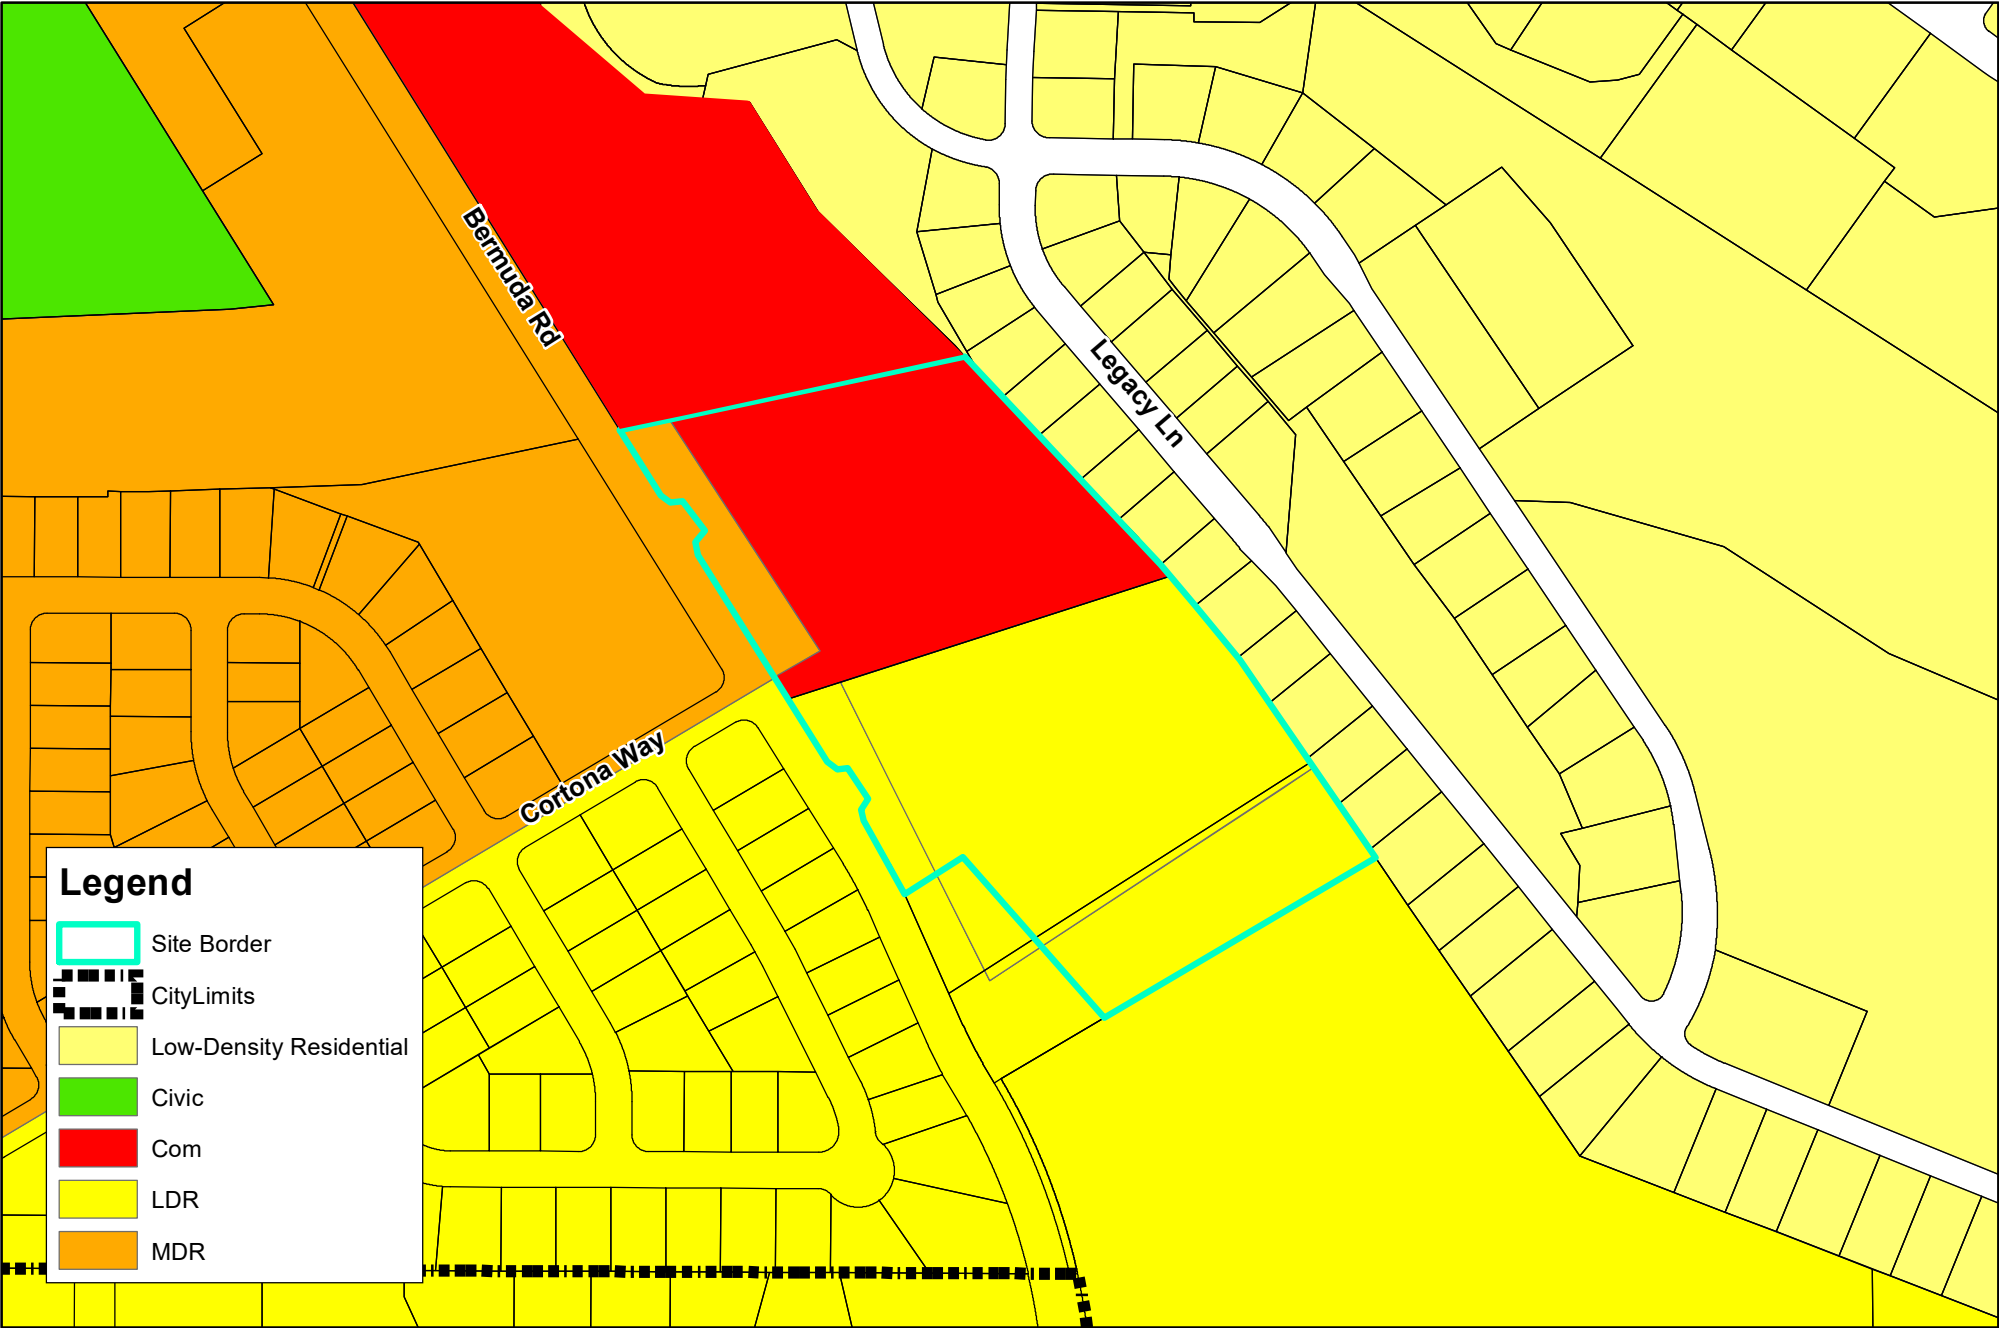 Bermuda Rd
Legacy Ln
Cortona Way
Legend
Site Border
CityLimits
Low-Density Residential
Civic
Com
LDR
MDR